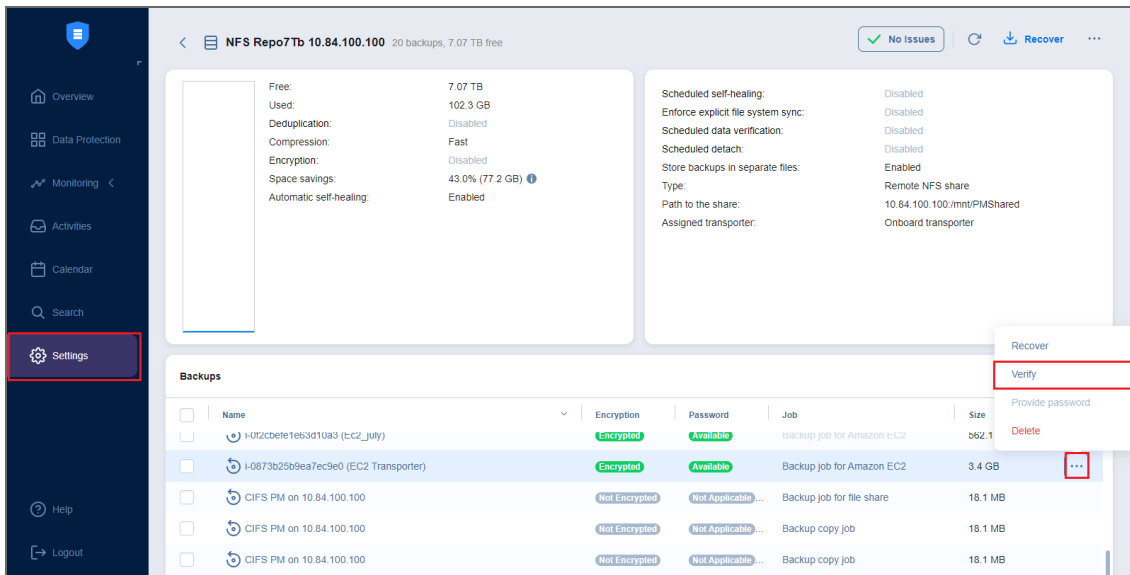 NFS Repo7Tb 10.84.100.100 20 backups, 7.07 TB free
No issues
Recover
...
Overview
Data Protection
Monitoring
Activities
Calendar
Search
Settings
Help
Logout
Free: 7.07 TB
Used: 102.3 GB
Deduplication: Disabled
Compression: Fast
Encryption: Disabled
Space savings: 43.0% (77.2 GB)
Automatic self-healing: Enabled
Scheduled self-healing: Disabled
Enforce explicit file system sync: Disabled
Scheduled data verification: Disabled
Scheduled detach: Disabled
Store backups in separate files: Enabled
Type: Remote NFS share
Path to the share: 10.84.100.100:/mnt/PMShared
Assigned transporter: Onboard transporter
Recover
Verify
Provide password
Delete
Backups
Name Encryption Password Job Size
i-0f2cbefe1e63d10a3 (Ec2_july) Encrypted Available Backup job for Amazon EC2 562.1
i-0873b25b9ea7ec9e0 (EC2 Transporter) Encrypted Available Backup job for Amazon EC2 3.4 GB ...
CIFS PM on 10.84.100.100 Not Encrypted Not Applicable... Backup job for file share 18.1 MB
CIFS PM on 10.84.100.100 Not Encrypted Not Applicable... Backup copy job 18.1 MB
CIFS PM on 10.84.100.100 Not Encrypted Not Applicable... Backup copy job 18.1 MB